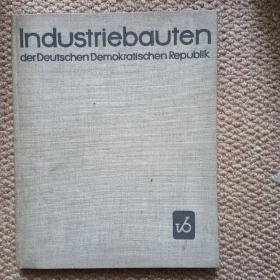 Industriebauten
der Deutschen Demokratischen Republik